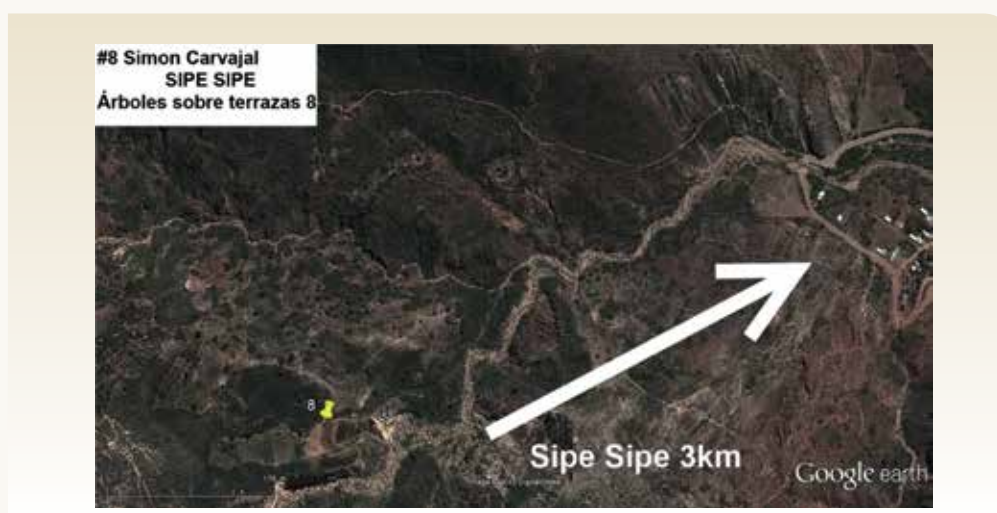 #8 Simon Carvajal
SIPE SIPE
Árboles sobre terrazas 8
8
Sipe Sipe 3km
Google earth